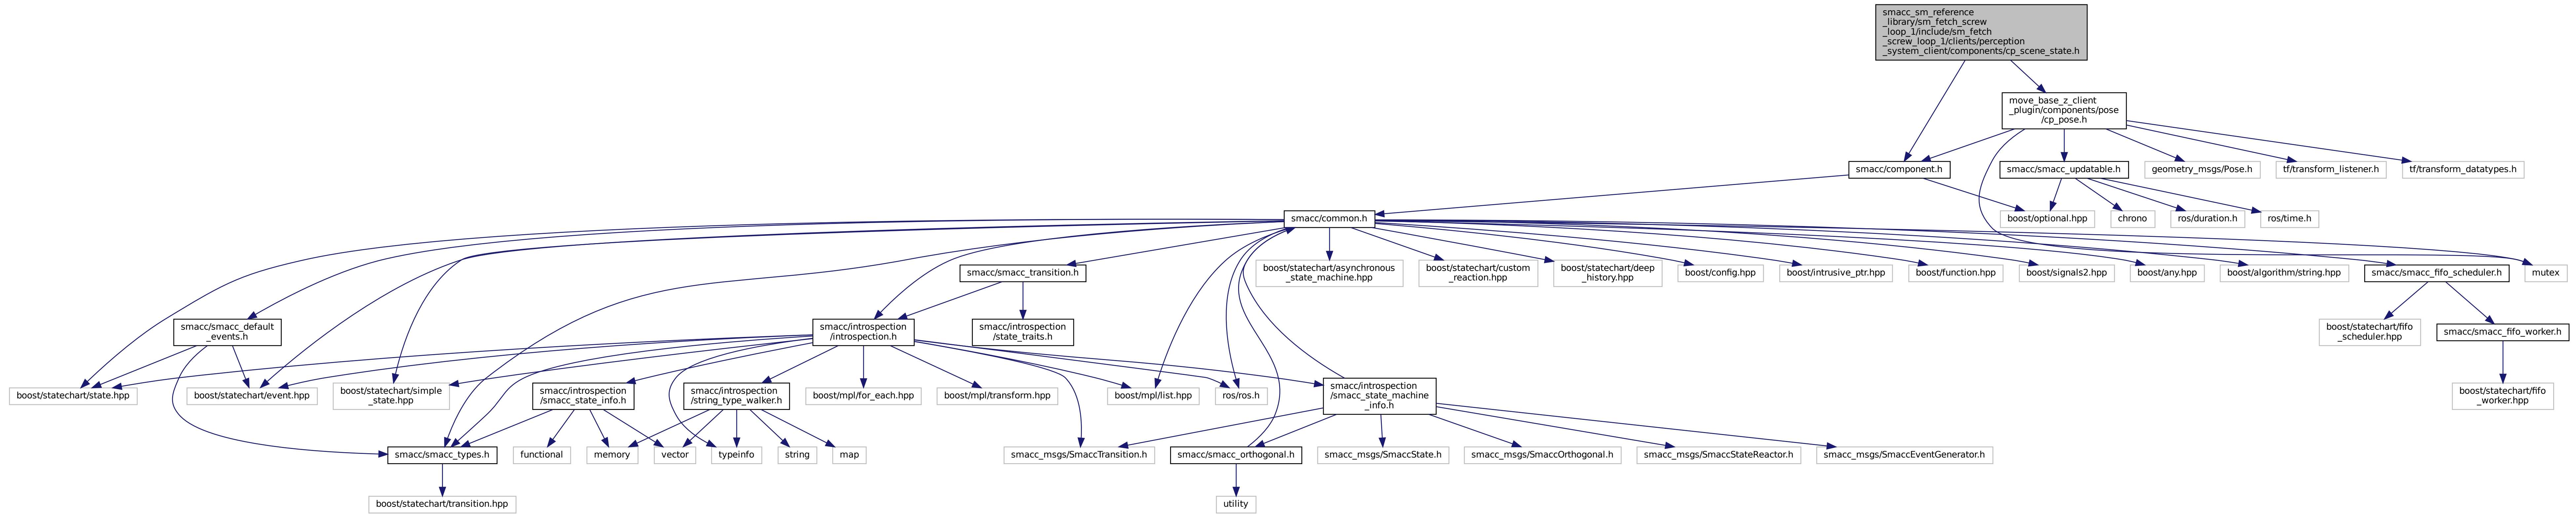 smacc_sm_reference
_library/sm_fetch_screw
_loop_1/include/sm_fetch
_screw_loop_1/clients/perception
_system_client/components/cp_scene_state.h
move_base_z_client
_plugin/components/pose
/cp_pose.h
smacc/component.h
smacc/smacc_updatable.h
geometry_msgs/Pose.h
tf/transform_listener.h
tf/transform_datatypes.h
smacc/common.h
boost/optional.hpp
chrono
ros/duration.h
ros/time.h
smacc/smacc_transition.h
boost/statechart/asynchronous
_state_machine.hpp
boost/statechart/custom
_reaction.hpp
boost/statechart/deep
_history.hpp
boost/config.hpp
boost/intrusive_ptr.hpp
boost/function.hpp
boost/signals2.hpp
boost/any.hpp
boost/algorithm/string.hpp
smacc/smacc_fifo_scheduler.h
mutex
smacc/smacc_default
_events.h
smacc/introspection
/introspection.h
smacc/introspection
/state_traits.h
boost/statechart/fifo
_scheduler.hpp
smacc/smacc_fifo_worker.h
boost/statechart/state.hpp
boost/statechart/event.hpp
boost/statechart/simple
_state.hpp
smacc/introspection
/smacc_state_info.h
smacc/introspection
/string_type_walker.h
boost/mpl/for_each.hpp
boost/mpl/transform.hpp
boost/mpl/list.hpp
ros/ros.h
smacc/introspection
/smacc_state_machine
_info.h
boost/statechart/fifo
_worker.hpp
smacc/smacc_types.h
functional
memory
vector
typeinfo
string
map
smacc_msgs/SmaccTransition.h
smacc/smacc_orthogonal.h
smacc_msgs/SmaccState.h
smacc_msgs/SmaccOrthogonal.h
smacc_msgs/SmaccStateReactor.h
smacc_msgs/SmaccEventGenerator.h
boost/statechart/transition.hpp
utility